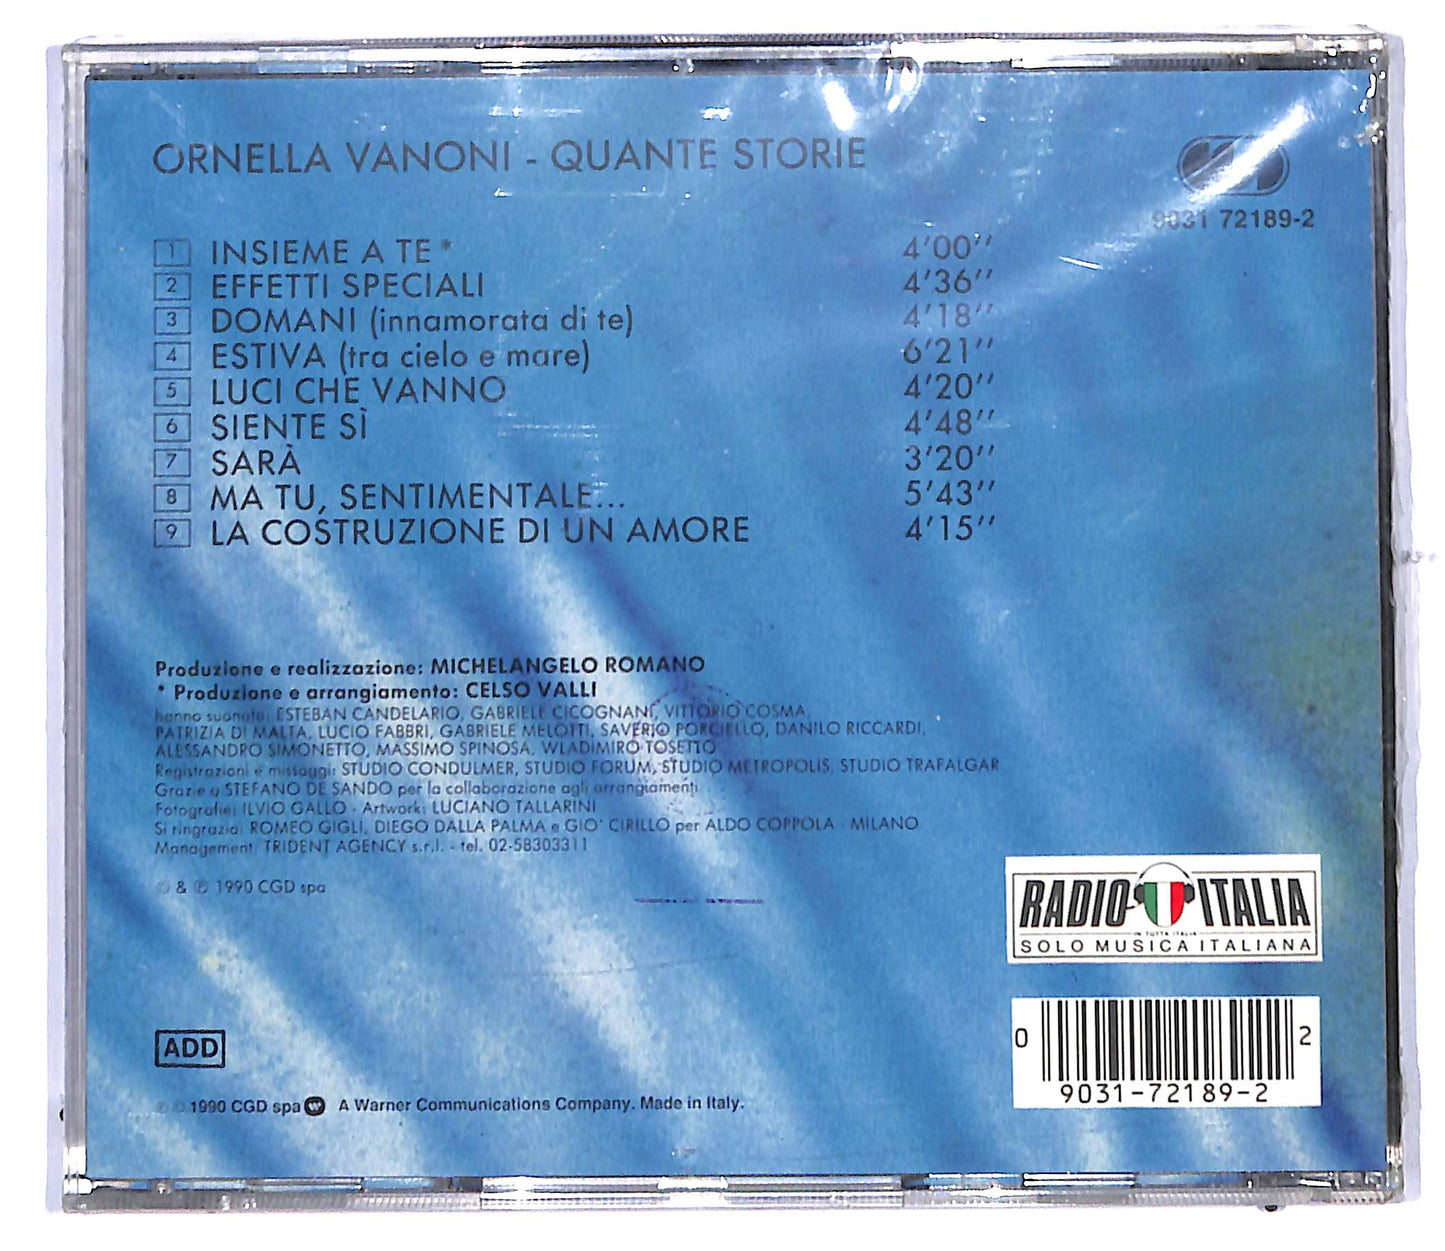 ORNELLA VANONI - QUANTE STORIE
9031 72189-2
1 INSIEME A TE * 4'00''
2 EFFETTI SPECIALI 4'36''
3 DOMANI (innamorata di te) 4'18''
4 ESTIVA (tra cielo e mare) 6'21''
5 LUCI CHE VANNO 4'20''
6 SIENTE SÌ 4'48''
7 SARÀ 3'20''
8 MA TU, SENTIMENTALE... 5'43''
9 LA COSTRUZIONE DI UN AMORE 4'15''
Produzione e realizzazione: MICHELANGELO ROMANO
* Produzione e arrangiamento: CELSO VALLI
hanno suonato: ESTEBAN CANDELARIO, GABRIELE CICOGNANI, VITTORIO COSMA,
PATRIZIA DI MALTA, LUCIO FABBRI, GABRIELE MELOTTI, SAVERIO PORCIELLO, DANILO RICCARDI,
ALESSANDRO SIMONETTO, MASSIMO SPINOSA, WLADIMIRO TOSETTO
Registrazioni e missaggi: STUDIO CONDULMER, STUDIO FORUM, STUDIO METROPOLIS, STUDIO TRAFALGAR
Grazie a STEFANO DE SANDO per la collaborazione agli arrangiamenti
Fotografie: ILVIO GALLO - Artwork: LUCIANO TALLARINI
Si ringrazia: ROMEO GIGLI, DIEGO DALLA PALMA e GIO' CIRILLO per ALDO COPPOLA - MILANO
Management: TRIDENT AGENCY s.r.l. - tel. 02-58303311
© & ℗ 1990 CGD spa
RADIO ITALIA
IN TUTTA ITALIA
SOLO MUSICA ITALIANA
ADD
0 2
9031-72189-2
℗ © 1990 CGD spa A Warner Communications Company. Made in Italy.